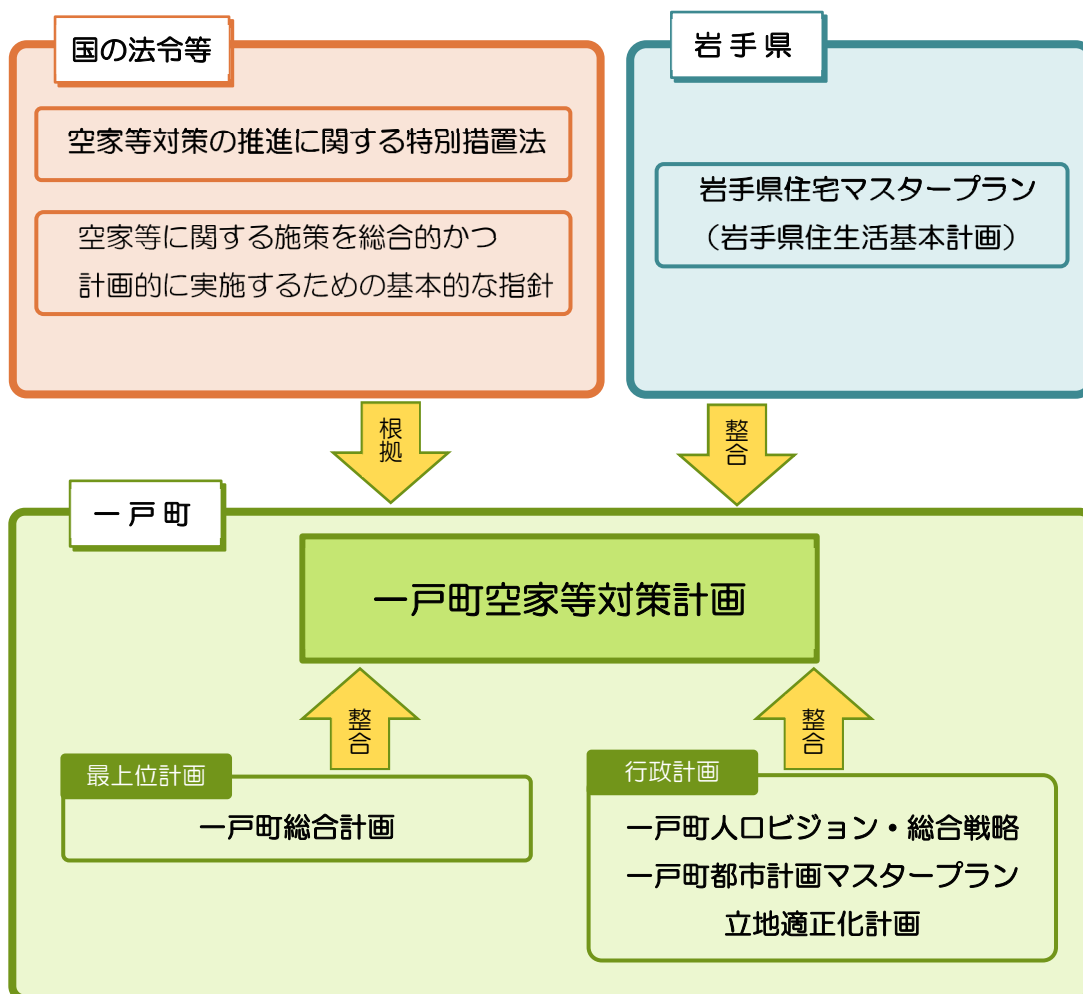 国の法令等
空家等対策の推進に関する特別措置法
空家等に関する施策を総合的かつ
計画的に実施するための基本的な指針
岩手県
岩手県住宅マスタープラン
（岩手県住生活基本計画）
根拠
整合
一戸町
一戸町空家等対策計画
整合
整合
最上位計画
一戸町総合計画
行政計画
一戸町人口ビジョン・総合戦略
一戸町都市計画マスタープラン
立地適正化計画